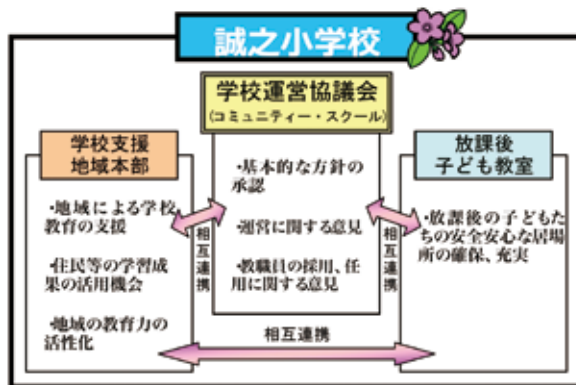 誠之小学校
学校運営協議会
(コミュニティー・スクール)
学校支援
地域本部
放課後
子ども教室
・地域による学校
教育の支援
・住民等の学習成
果の活用機会
・地域の教育力の
活性化
相互連携
・基本的な方針の
承認
・運営に関する意見
・教職員の採用、任
用に関する意見
相互連携
・放課後の子どもた
ちの安全安心な居場
所の確保、充実
相互連携